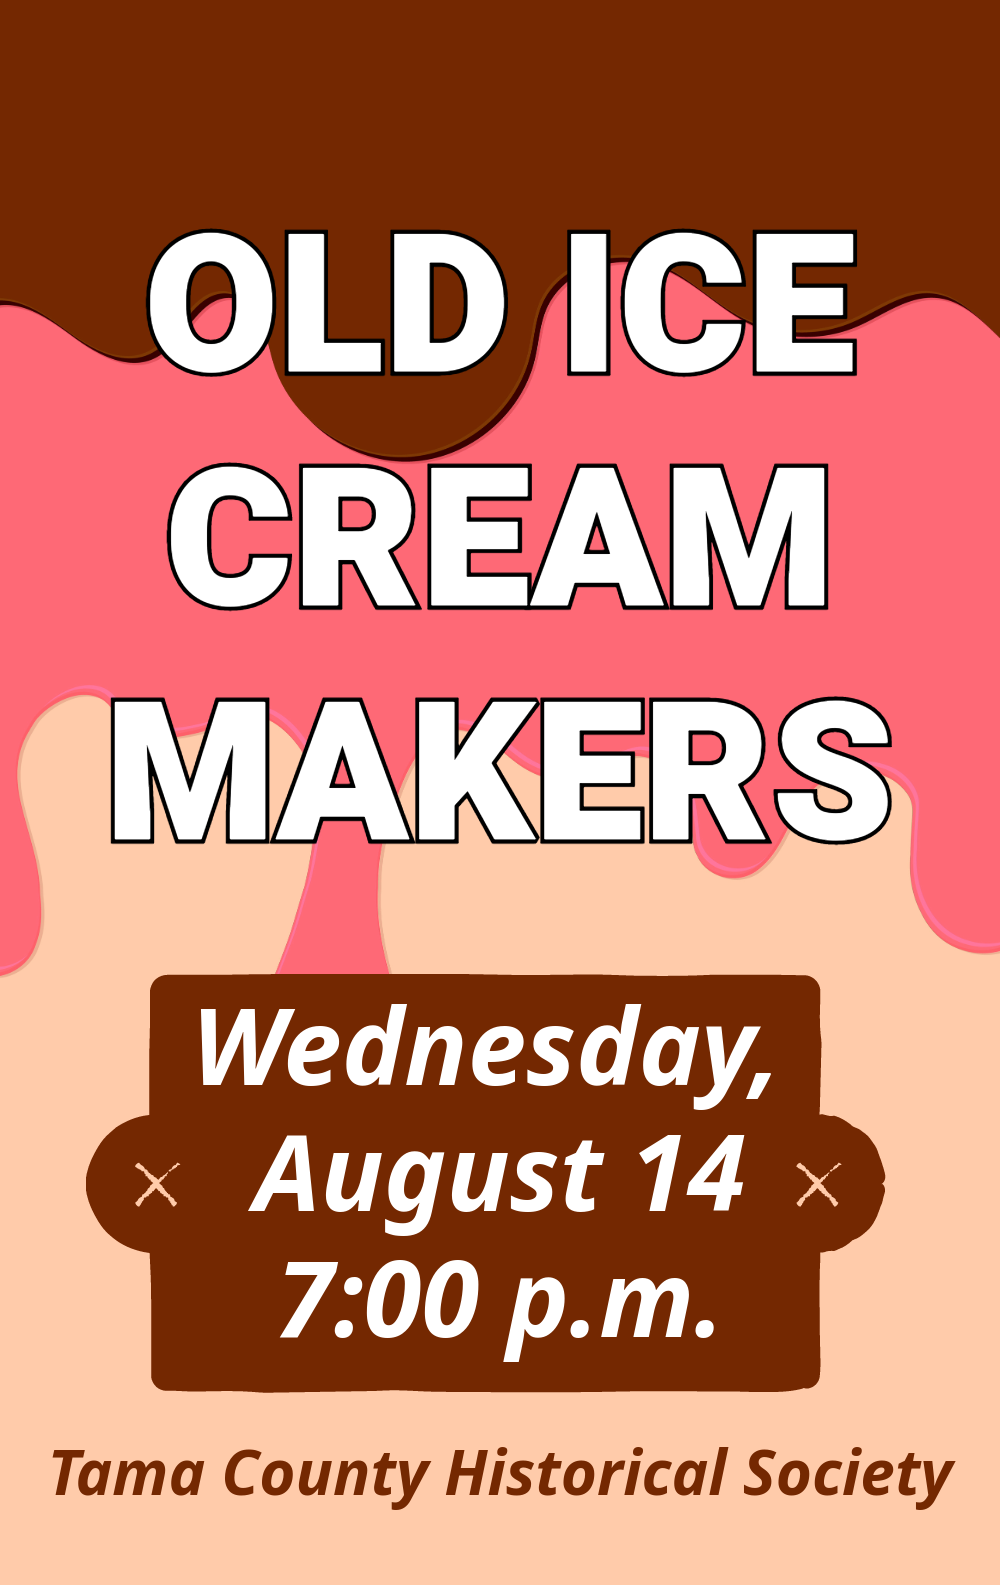 OLD ICE
CREAM
MAKERS
Wednesday,
August 14
7:00 p.m.
Tama County Historical Society